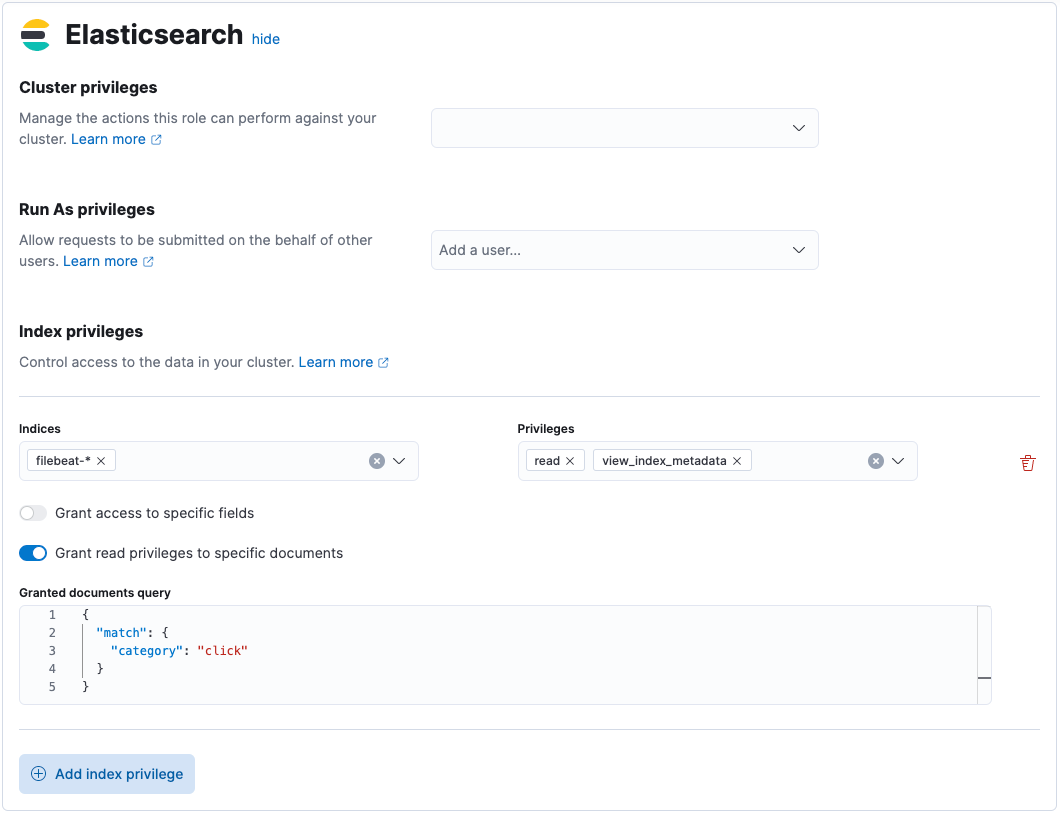 Elasticsearch hide
Cluster privileges
Manage the actions this role can perform against your
cluster. Learn more
Run As privileges
Allow requests to be submitted on the behalf of other
users. Learn more
Add a user...
Index privileges
Control access to the data in your cluster. Learn more
Indices
filebeat-*
Privileges
read view_index_metadata
Grant access to specific fields
Grant read privileges to specific documents
Granted documents query
1 {
2   "match": {
3     "category": "click"
4   }
5 }
Add index privilege